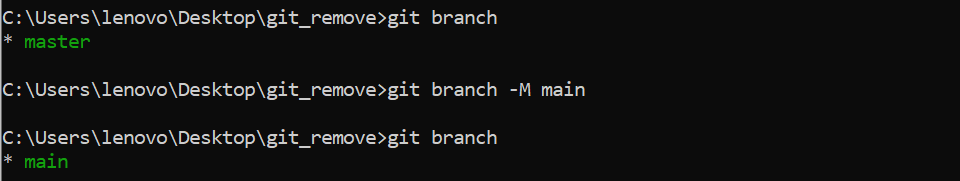 C:\Users\lenovo\Desktop\git_remove>git branch
* master
C:\Users\lenovo\Desktop\git_remove>git branch -M main
C:\Users\lenovo\Desktop\git_remove>git branch
* main